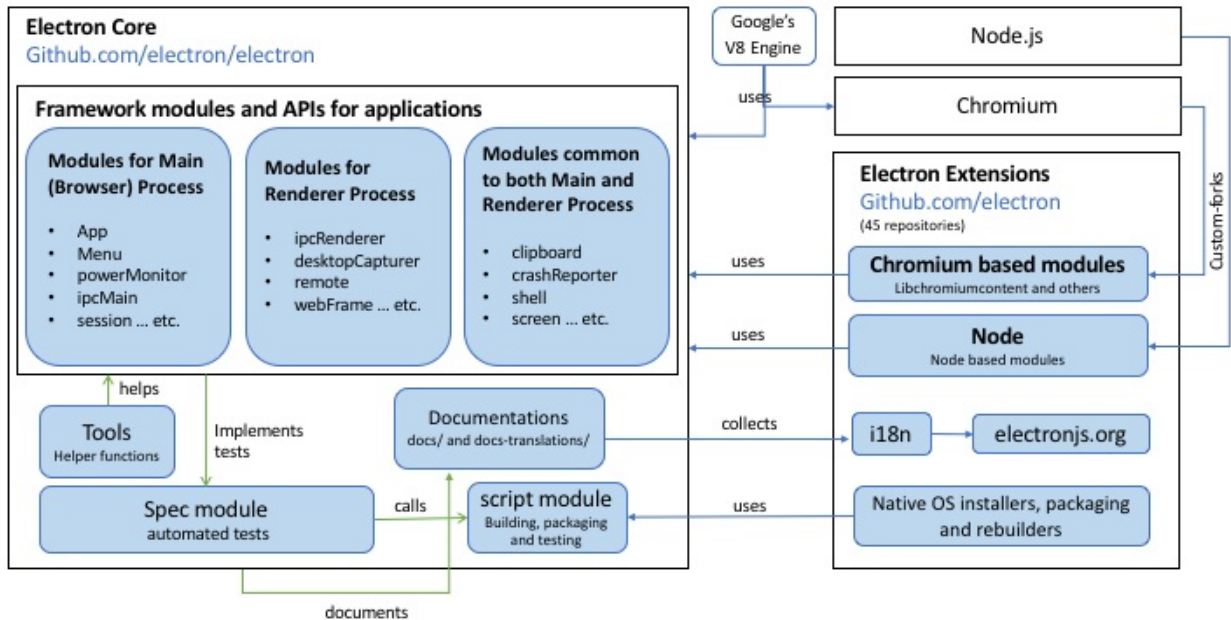 Electron Core
Github.com/electron/electron
Framework modules and APIs for applications
Modules for Main
(Browser) Process
• App
• Menu
• powerMonitor
• ipcMain
• session ... etc.
Modules for
Renderer Process
• ipcRenderer
• desktopCapturer
• remote
• webFrame ... etc.
Modules common
to both Main and
Renderer Process
• clipboard
• crashReporter
• shell
• screen ... etc.
helps
Tools
Helper functions
Implements
tests
Documentations
docs/ and docs-translations/
Spec module
automated tests
calls
script module
Building, packaging
and testing
documents
Google's
V8 Engine
uses
Node.js
Chromium
Custom-forks
Electron Extensions
Github.com/electron
(45 repositories)
uses
Chromium based modules
Libchromiumcontent and others
uses
Node
Node based modules
collects
i18n
electronjs.org
uses
Native OS installers, packaging
and rebuilders